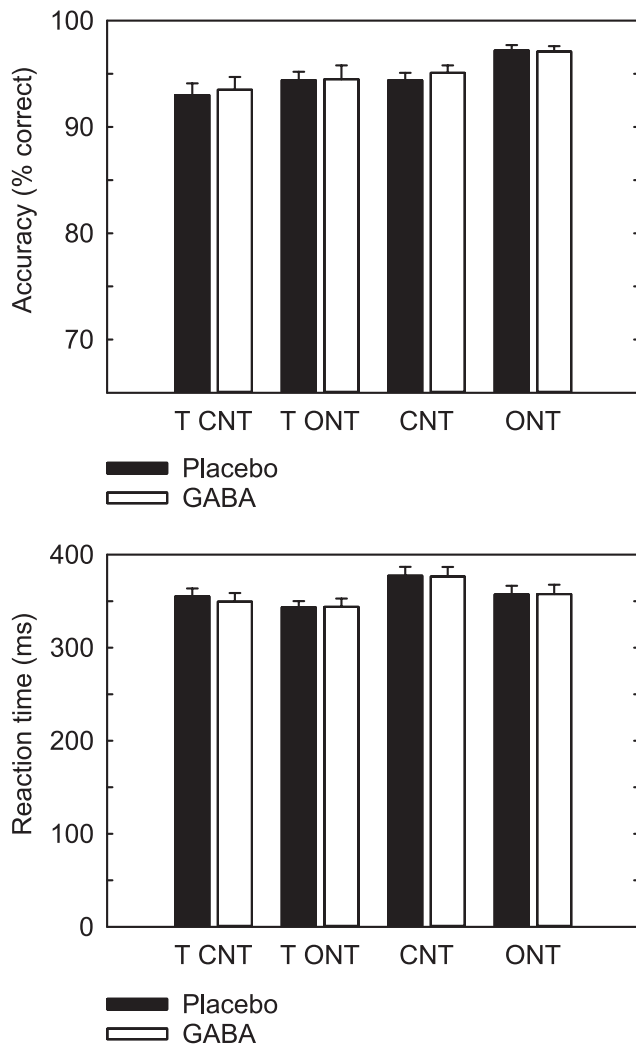 100
90
80
70
Accuracy (% correct)
T CNT T ONT CNT ONT
Placebo
GABA
400
300
200
100
0
Reaction time (ms)
T CNT T ONT CNT ONT
Placebo
GABA